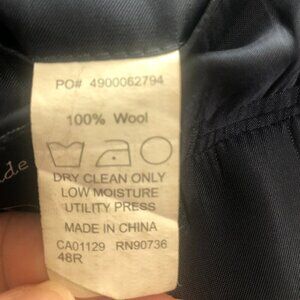 PO# 4900062794
100% Wool
DRY CLEAN ONLY
LOW MOISTURE
UTILITY PRESS
MADE IN CHINA
CA01129 RN90736
48R